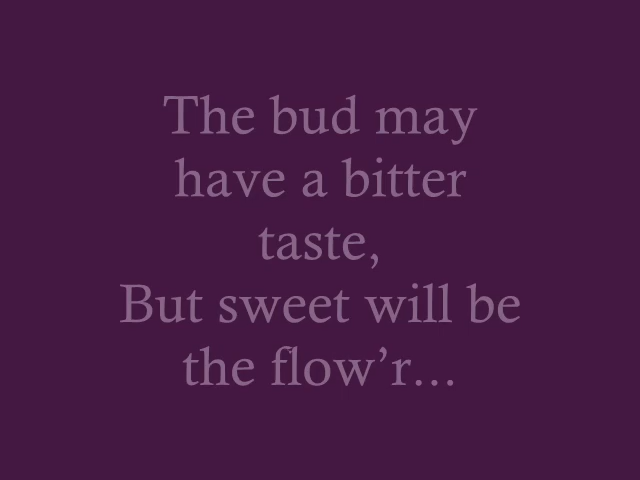 The bud may
have a bitter
taste,
But sweet will be
the flow’r...